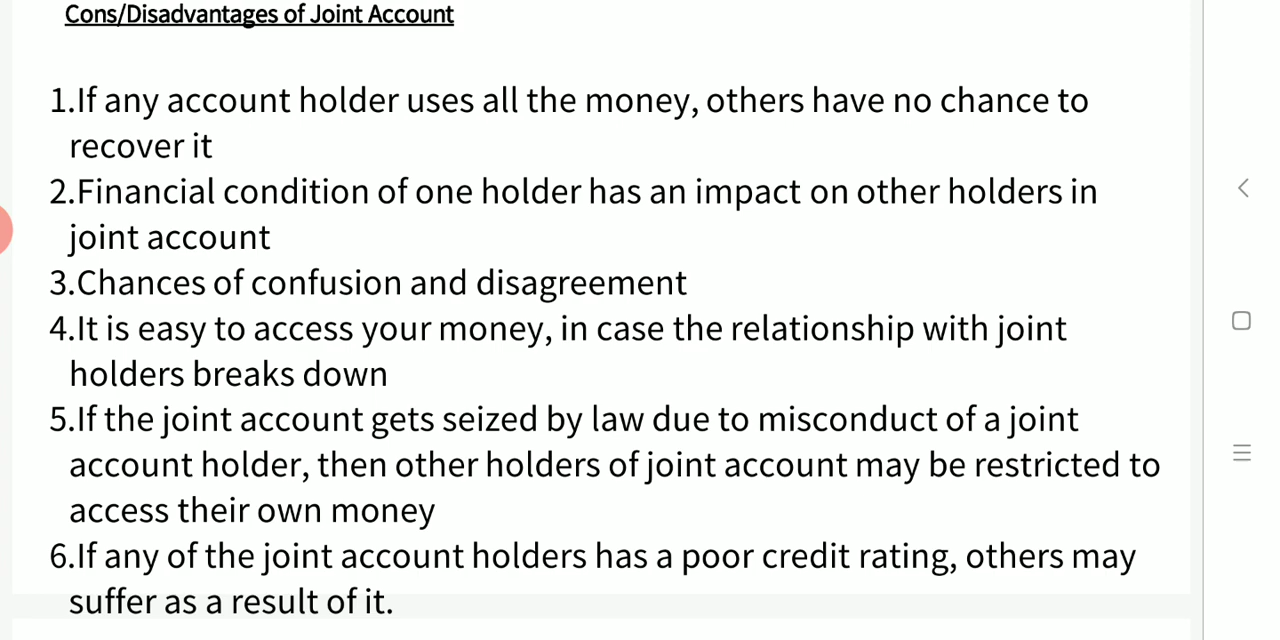 Cons/Disadvantages of Joint Account
1.If any account holder uses all the money, others have no chance to
recover it
2.Financial condition of one holder has an impact on other holders in
joint account
3.Chances of confusion and disagreement
4.It is easy to access your money, in case the relationship with joint
holders breaks down
5.If the joint account gets seized by law due to misconduct of a joint
account holder, then other holders of joint account may be restricted to
access their own money
6.If any of the joint account holders has a poor credit rating, others may
suffer as a result of it.